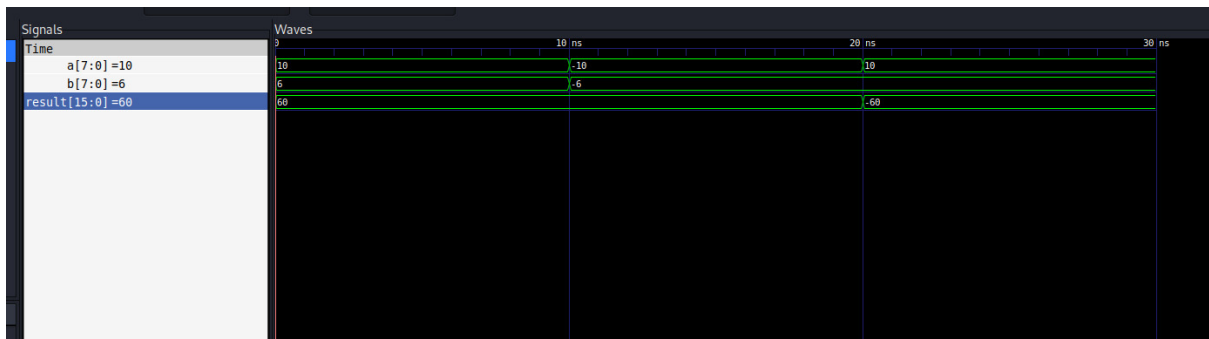 Signals
Waves
Time
0
10 ns
20 ns
30 ns
a[7:0] =10
10
-10
10
b[7:0] =6
6
-6
result[15:0] =60
60
-60